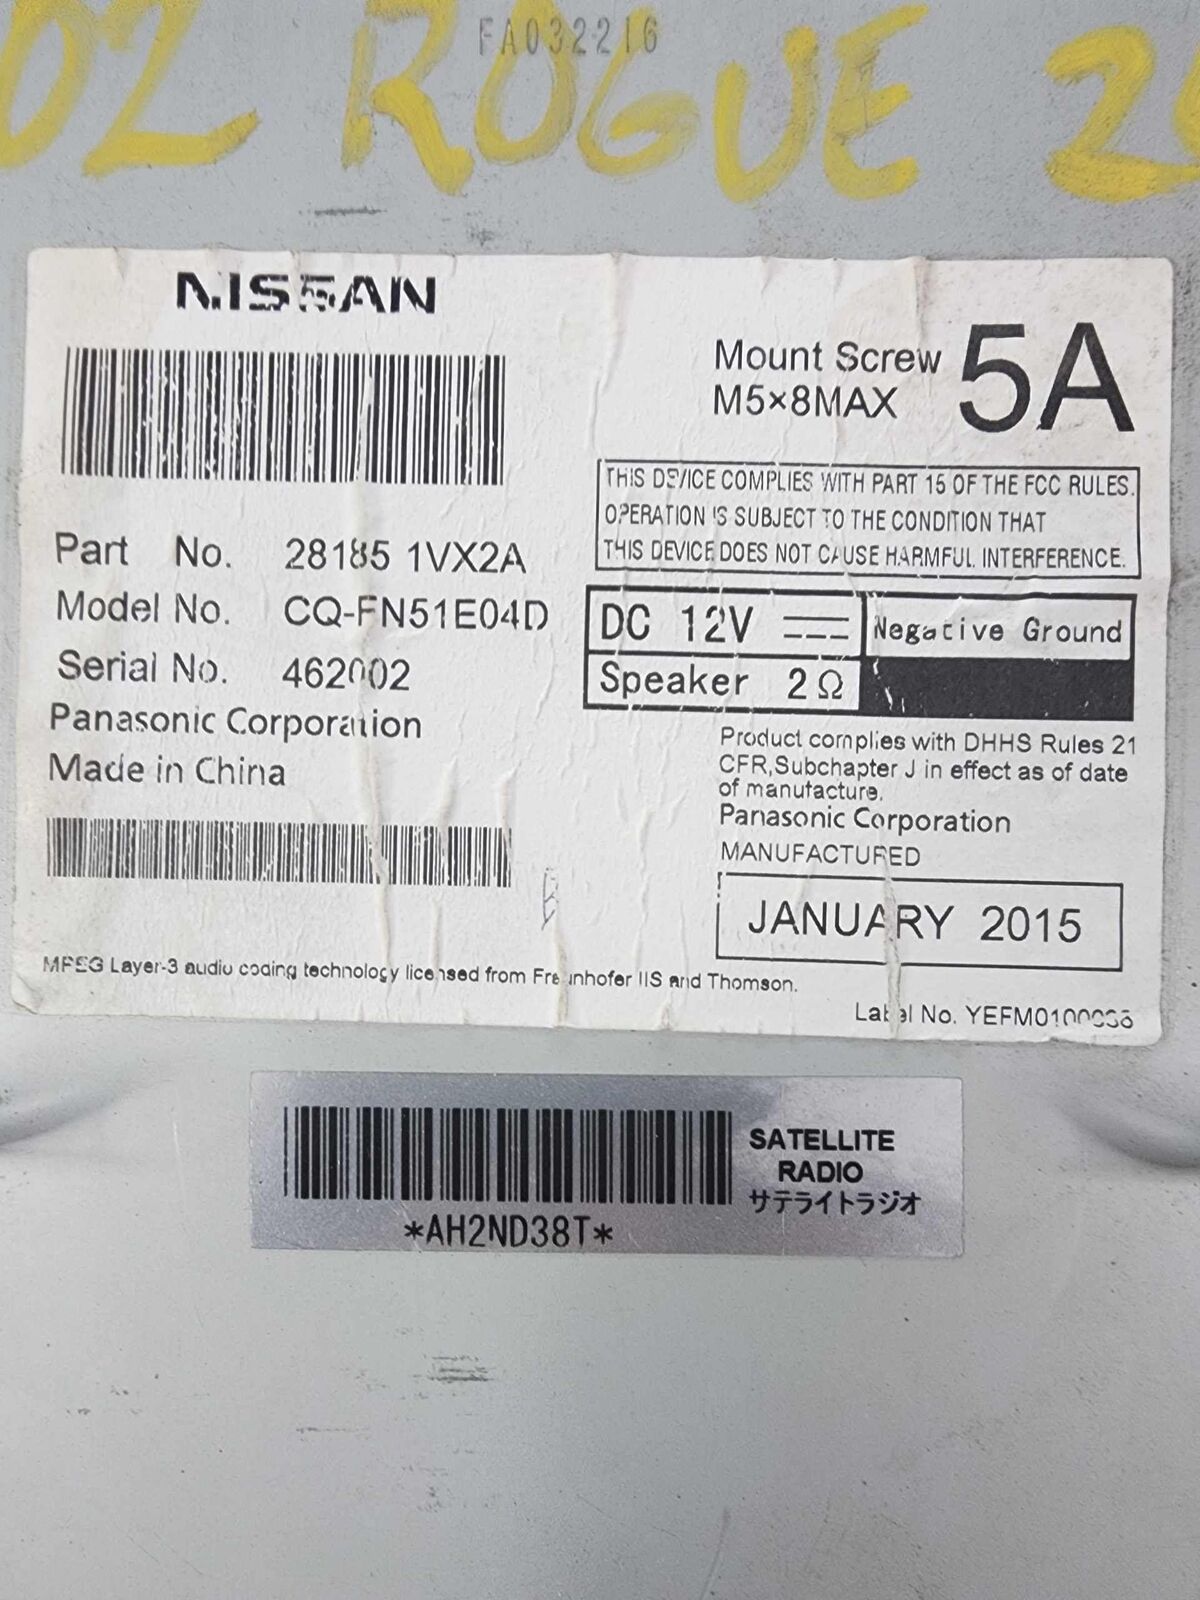 FA032216
02 ROGUE 20
NISSAN
Mount Screw
M5×8MAX
5A
THIS DEVICE COMPLIES WITH PART 15 OF THE FCC RULES.
OPERATION IS SUBJECT TO THE CONDITION THAT
THIS DEVICE DOES NOT CAUSE HARMFUL INTERFERENCE.
Part No. 28185 1VX2A
Model No. CQ-FN51E04D
Serial No. 462002
Panasonic Corporation
Made in China
DC 12V ⎓
Negative Ground
Speaker 2Ω
Product complies with DHHS Rules 21
CFR,Subchapter J in effect as of date
of manufacture.
Panasonic Corporation
MANUFACTURED
JANUARY 2015
MPEG Layer-3 audio coding technology licensed from Fraunhofer IIS and Thomson.
Label No.
SATELLITE
RADIO
サテライトラジオ
*AH2ND38T*